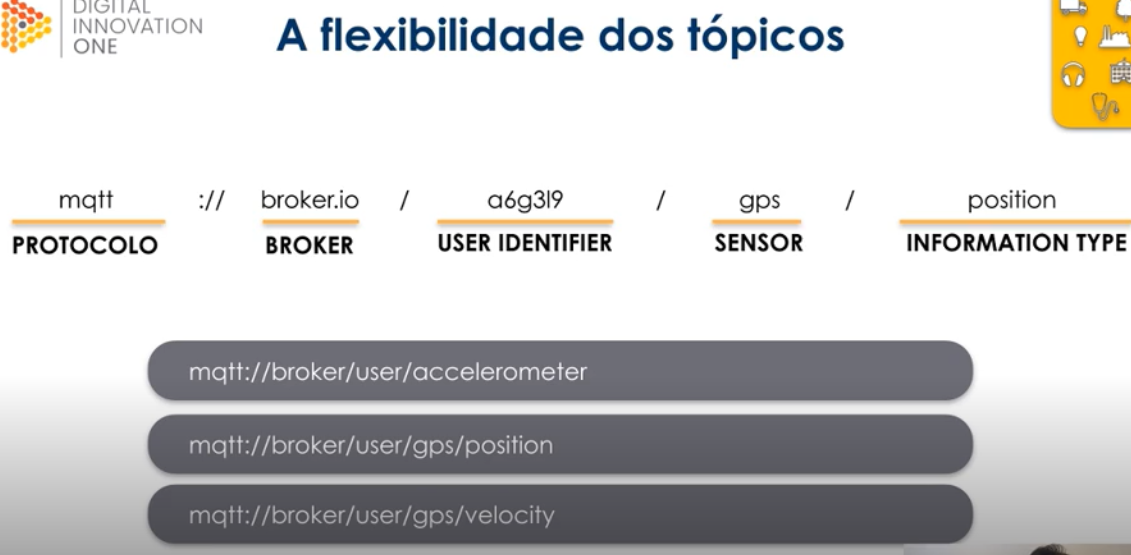 DIGITAL
INNOVATION
ONE
A flexibilidade dos tópicos
mqtt :// broker.io / a6g3l9 / gps / position
PROTOCOLO BROKER USER IDENTIFIER SENSOR INFORMATION TYPE
mqtt://broker/user/accelerometer
mqtt://broker/user/gps/position
mqtt://broker/user/gps/velocity